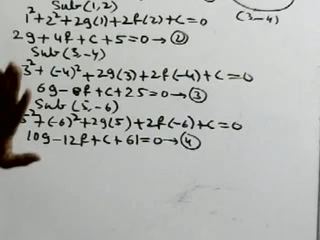 Sub(1,2)
(3,-4)
1²+2²+2g(1)+2f(2)+c=0
2g+4f+c+5=0→②
Sub(3,-4)
3²+(-4)²+2g(3)+2f(-4)+c=0
6g-8f+c+25=0→③
Sub(5,-6)
5²+(-6)²+2g(5)+2f(-6)+c=0
10g-12f+c+61=0→④